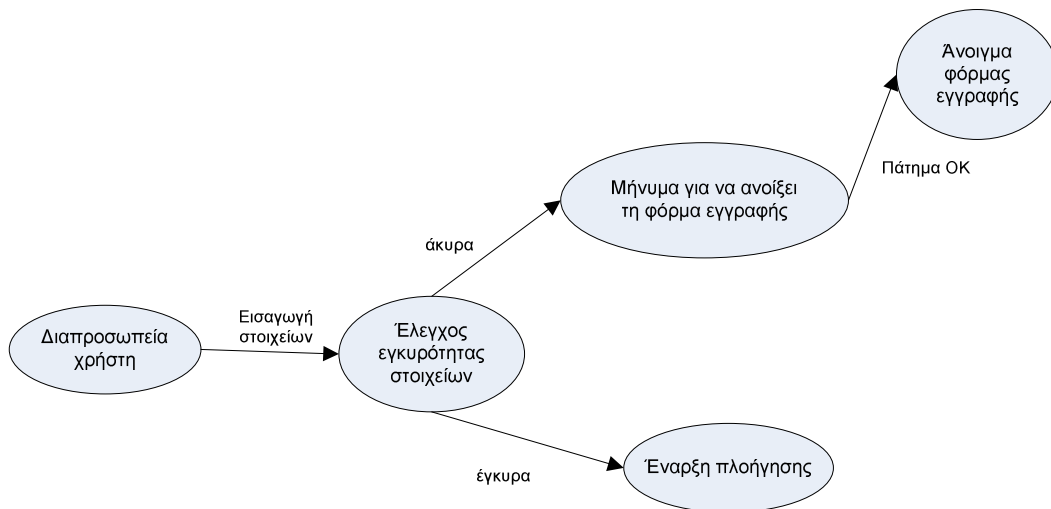 Άνοιγμα
φόρμας
εγγραφής
Πάτημα ΟΚ
Μήνυμα για να ανοίξει
τη φόρμα εγγραφής
άκυρα
Εισαγωγή
στοιχείων
Διαπροσωπεία
χρήστη
Έλεγχος
εγκυρότητας
στοιχείων
έγκυρα
Έναρξη πλοήγησης